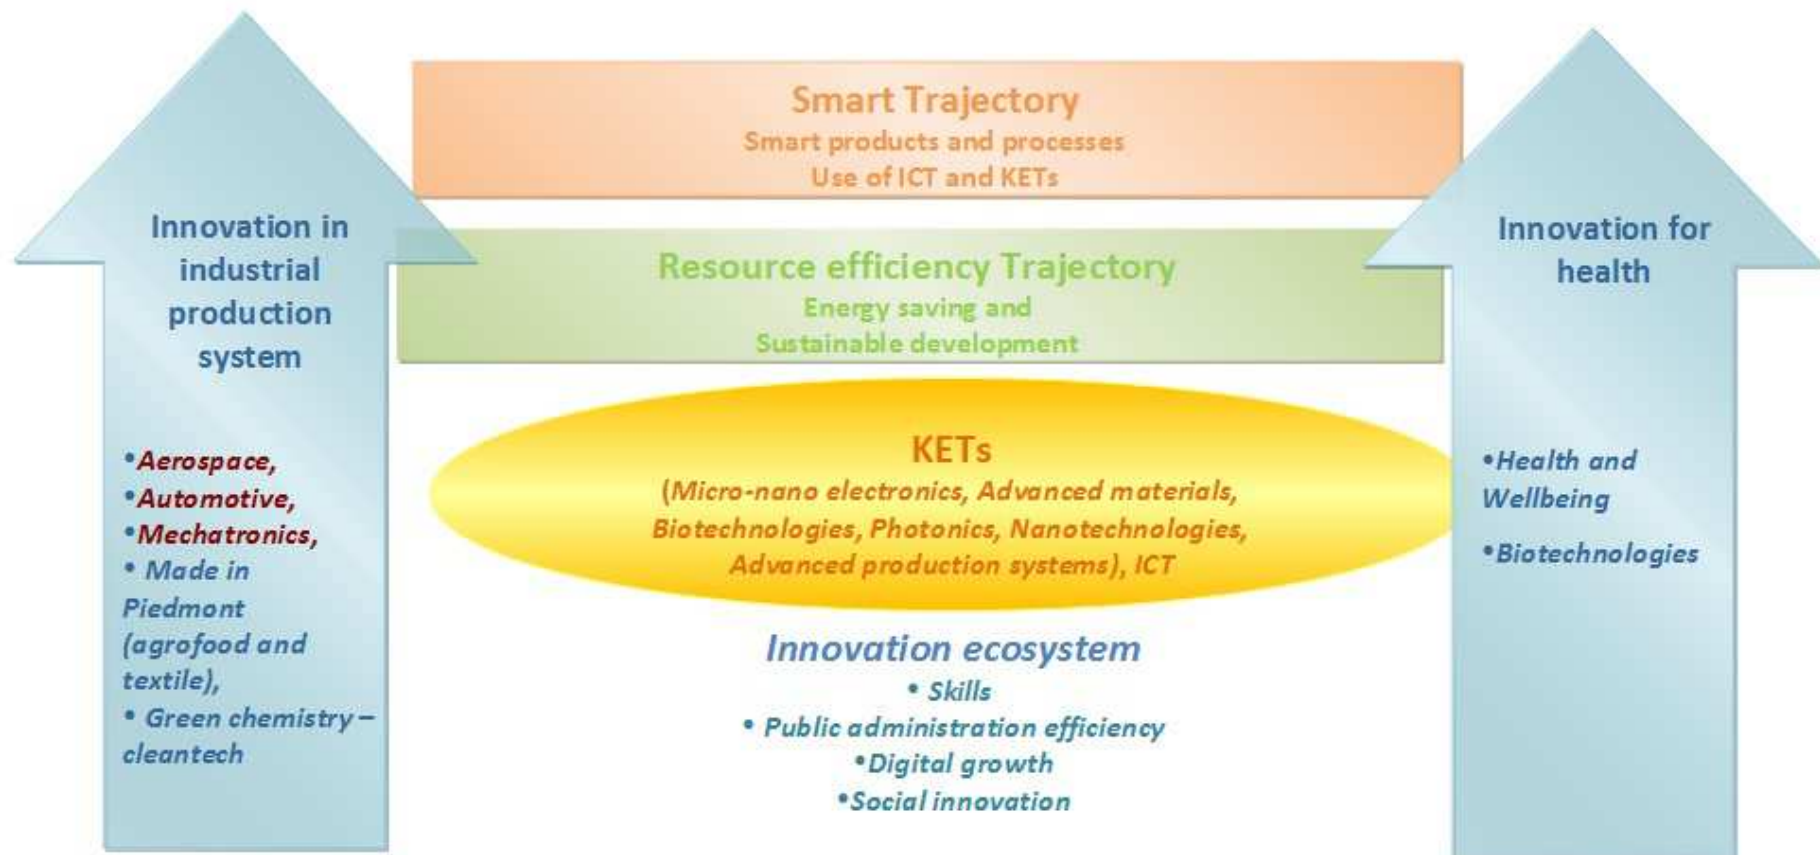 Innovation in
industrial
production
system
•Aerospace,
•Automotive,
•Mechatronics,
• Made in
Piedmont
(agrofood and
textile),
• Green chemistry –
cleantech
Smart Trajectory
Smart products and processes
Use of ICT and KETs
Resource efficiency Trajectory
Energy saving and
Sustainable development
KETs
(Micro-nano electronics, Advanced materials,
Biotechnologies, Photonics, Nanotechnologies,
Advanced production systems), ICT
Innovation ecosystem
• Skills
• Public administration efficiency
•Digital growth
•Social innovation
Innovation for
health
•Health and
Wellbeing
•Biotechnologies